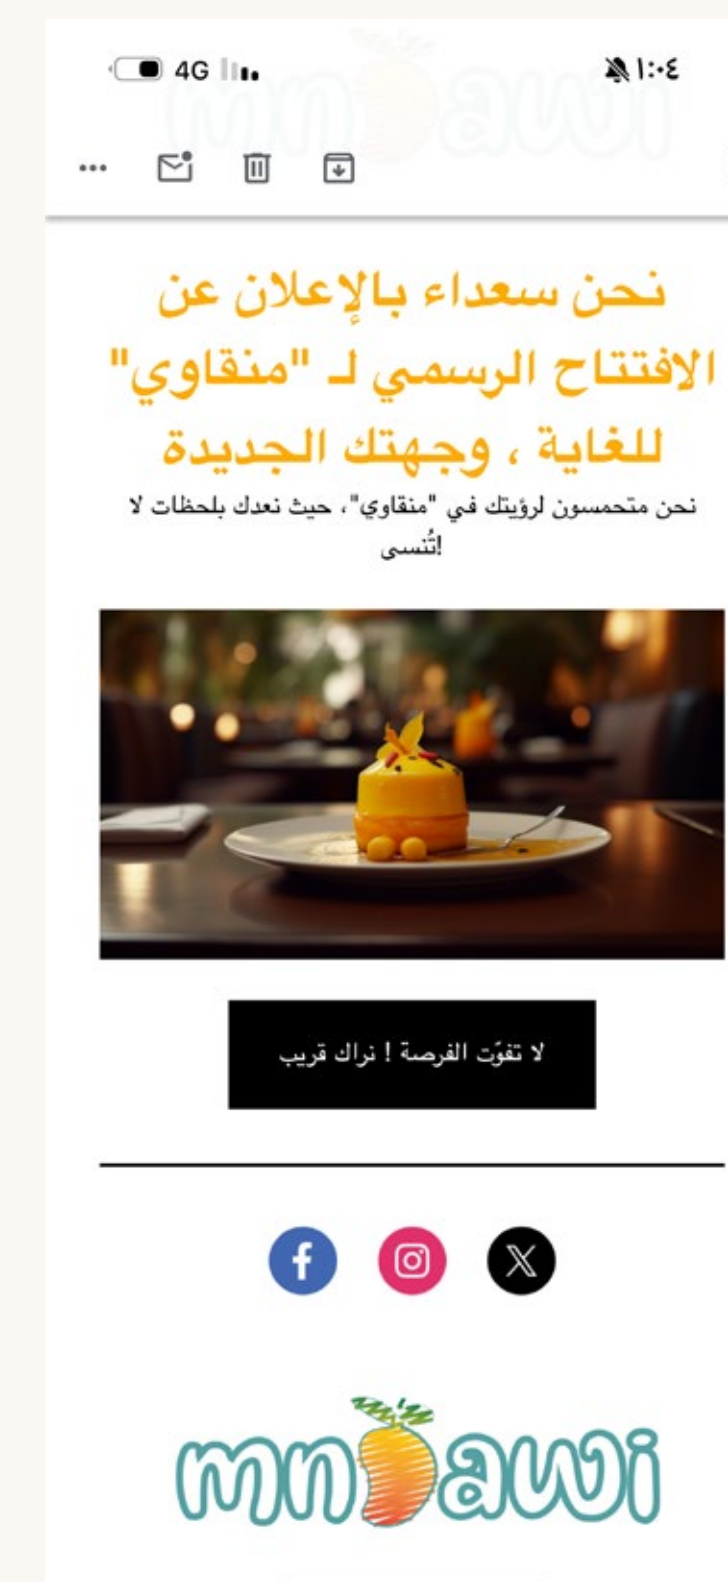 4G ١:٠٤
نحن سعداء بالإعلان عن
الافتتاح الرسمي لـ "منقاوي"
للغاية ، وجهتك الجديدة
نحن متحمسون لرؤيتك في "منقاوي"، حيث نعدك بلحظات لا
!تُنسى
لا تفوّت الفرصة ! نراك قريب
mnawi